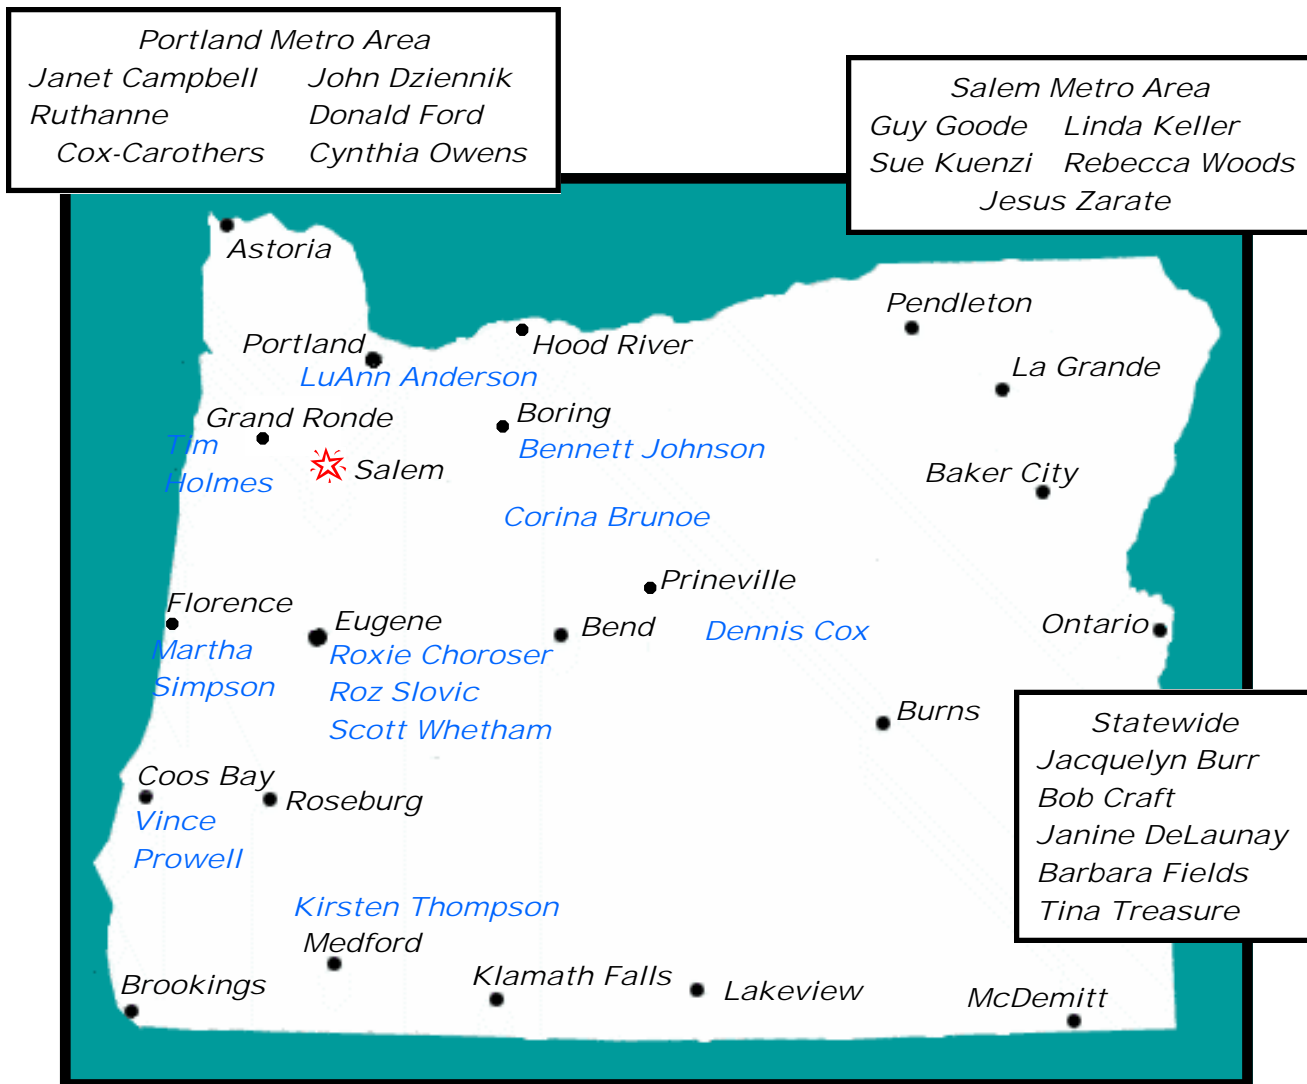 Portland Metro Area
Janet Campbell John Dziennik
Ruthanne Donald Ford
Cox-Carothers Cynthia Owens
Salem Metro Area
Guy Goode Linda Keller
Sue Kuenzi Rebecca Woods
Jesus Zarate
Astoria
Pendleton
Portland
Hood River
LuAnn Anderson
La Grande
Grand Ronde
Boring
Tim
Holmes
Bennett Johnson
Salem
Baker City
Corina Brunoe
Prineville
Florence
Eugene
Bend
Dennis Cox
Ontario
Martha
Simpson
Roxie Choroser
Roz Slovic
Scott Whetham
Burns
Statewide
Jacquelyn Burr
Bob Craft
Janine DeLaunay
Barbara Fields
Tina Treasure
Coos Bay
Roseburg
Vince
Prowell
Kirsten Thompson
Medford
Brookings
Klamath Falls
Lakeview
McDemitt